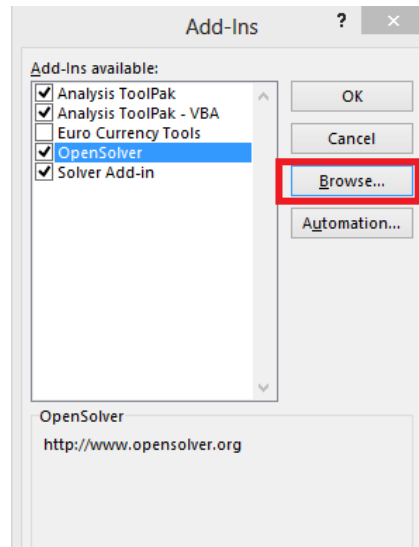 Add-Ins
?
×
Add-Ins available:
Analysis ToolPak
Analysis ToolPak - VBA
Euro Currency Tools
OpenSolver
Solver Add-in
OK
Cancel
Browse...
Automation...
OpenSolver
http://www.opensolver.org